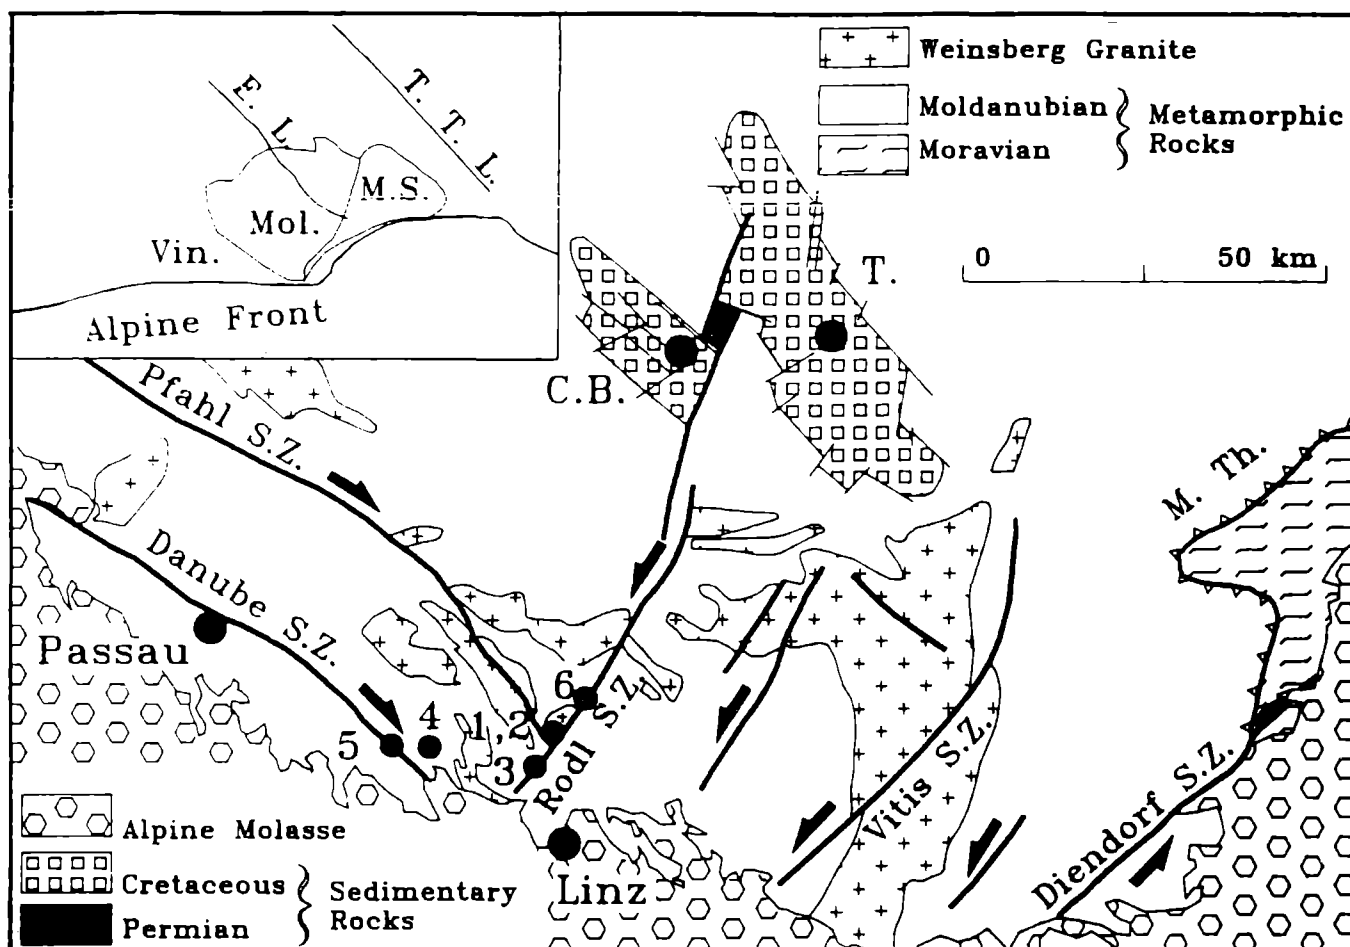 E. L.
T. T. L.
M.S.
Mol.
Vin.
Alpine Front
Weinsberg Granite
Moldanubian
Moravian
Metamorphic
Rocks
0 50 km
T.
C.B.
Pfahl S.Z.
M. Th.
Danube S.Z.
Passau
6
1,2
4
5
3
Rodl S.Z.
Vitis S.Z.
Diendorf S.Z.
Linz
Alpine Molasse
Cretaceous
Permian
Sedimentary
Rocks